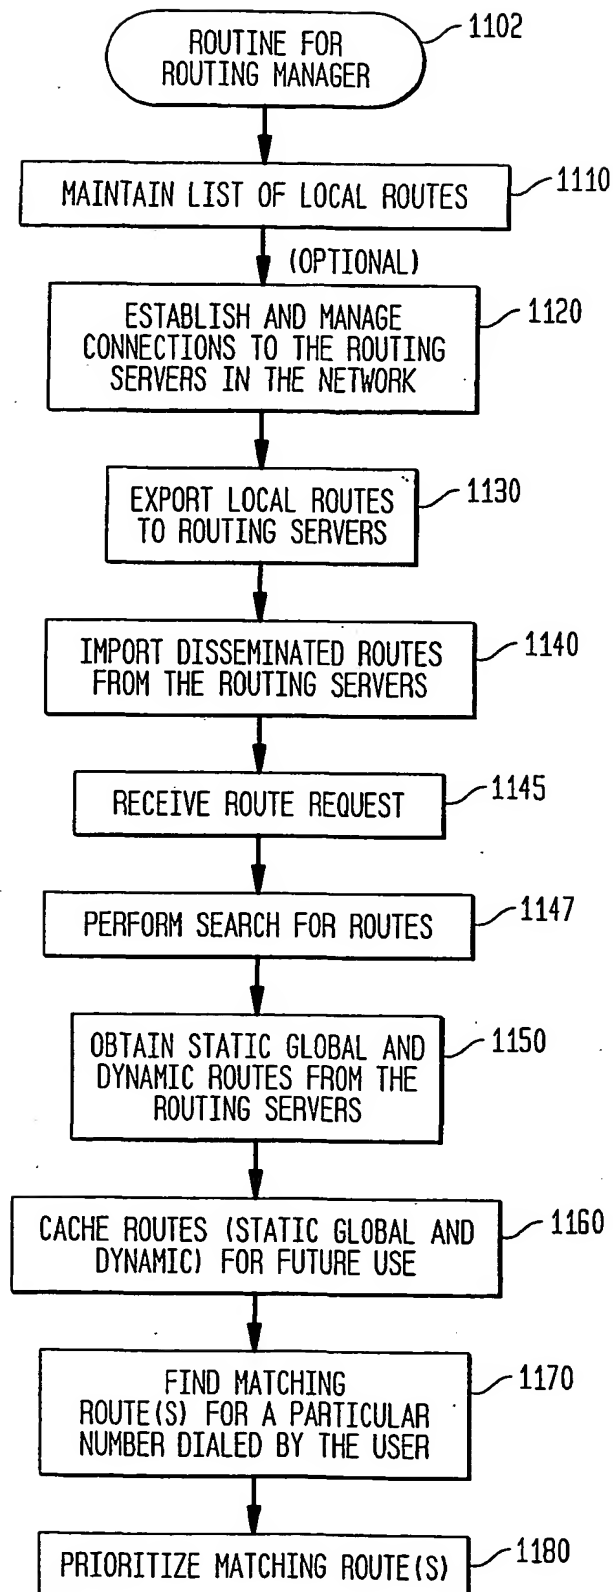 ROUTINE FOR
ROUTING MANAGER
1102
MAINTAIN LIST OF LOCAL ROUTES
1110
(OPTIONAL)
ESTABLISH AND MANAGE
CONNECTIONS TO THE ROUTING
SERVERS IN THE NETWORK
1120
EXPORT LOCAL ROUTES
TO ROUTING SERVERS
1130
IMPORT DISSEMINATED ROUTES
FROM THE ROUTING SERVERS
1140
RECEIVE ROUTE REQUEST
1145
PERFORM SEARCH FOR ROUTES
1147
OBTAIN STATIC GLOBAL AND
DYNAMIC ROUTES FROM THE
ROUTING SERVERS
1150
CACHE ROUTES (STATIC GLOBAL AND
DYNAMIC) FOR FUTURE USE
1160
FIND MATCHING
ROUTE(S) FOR A PARTICULAR
NUMBER DIALED BY THE USER
1170
PRIORITIZE MATCHING ROUTE(S)
1180